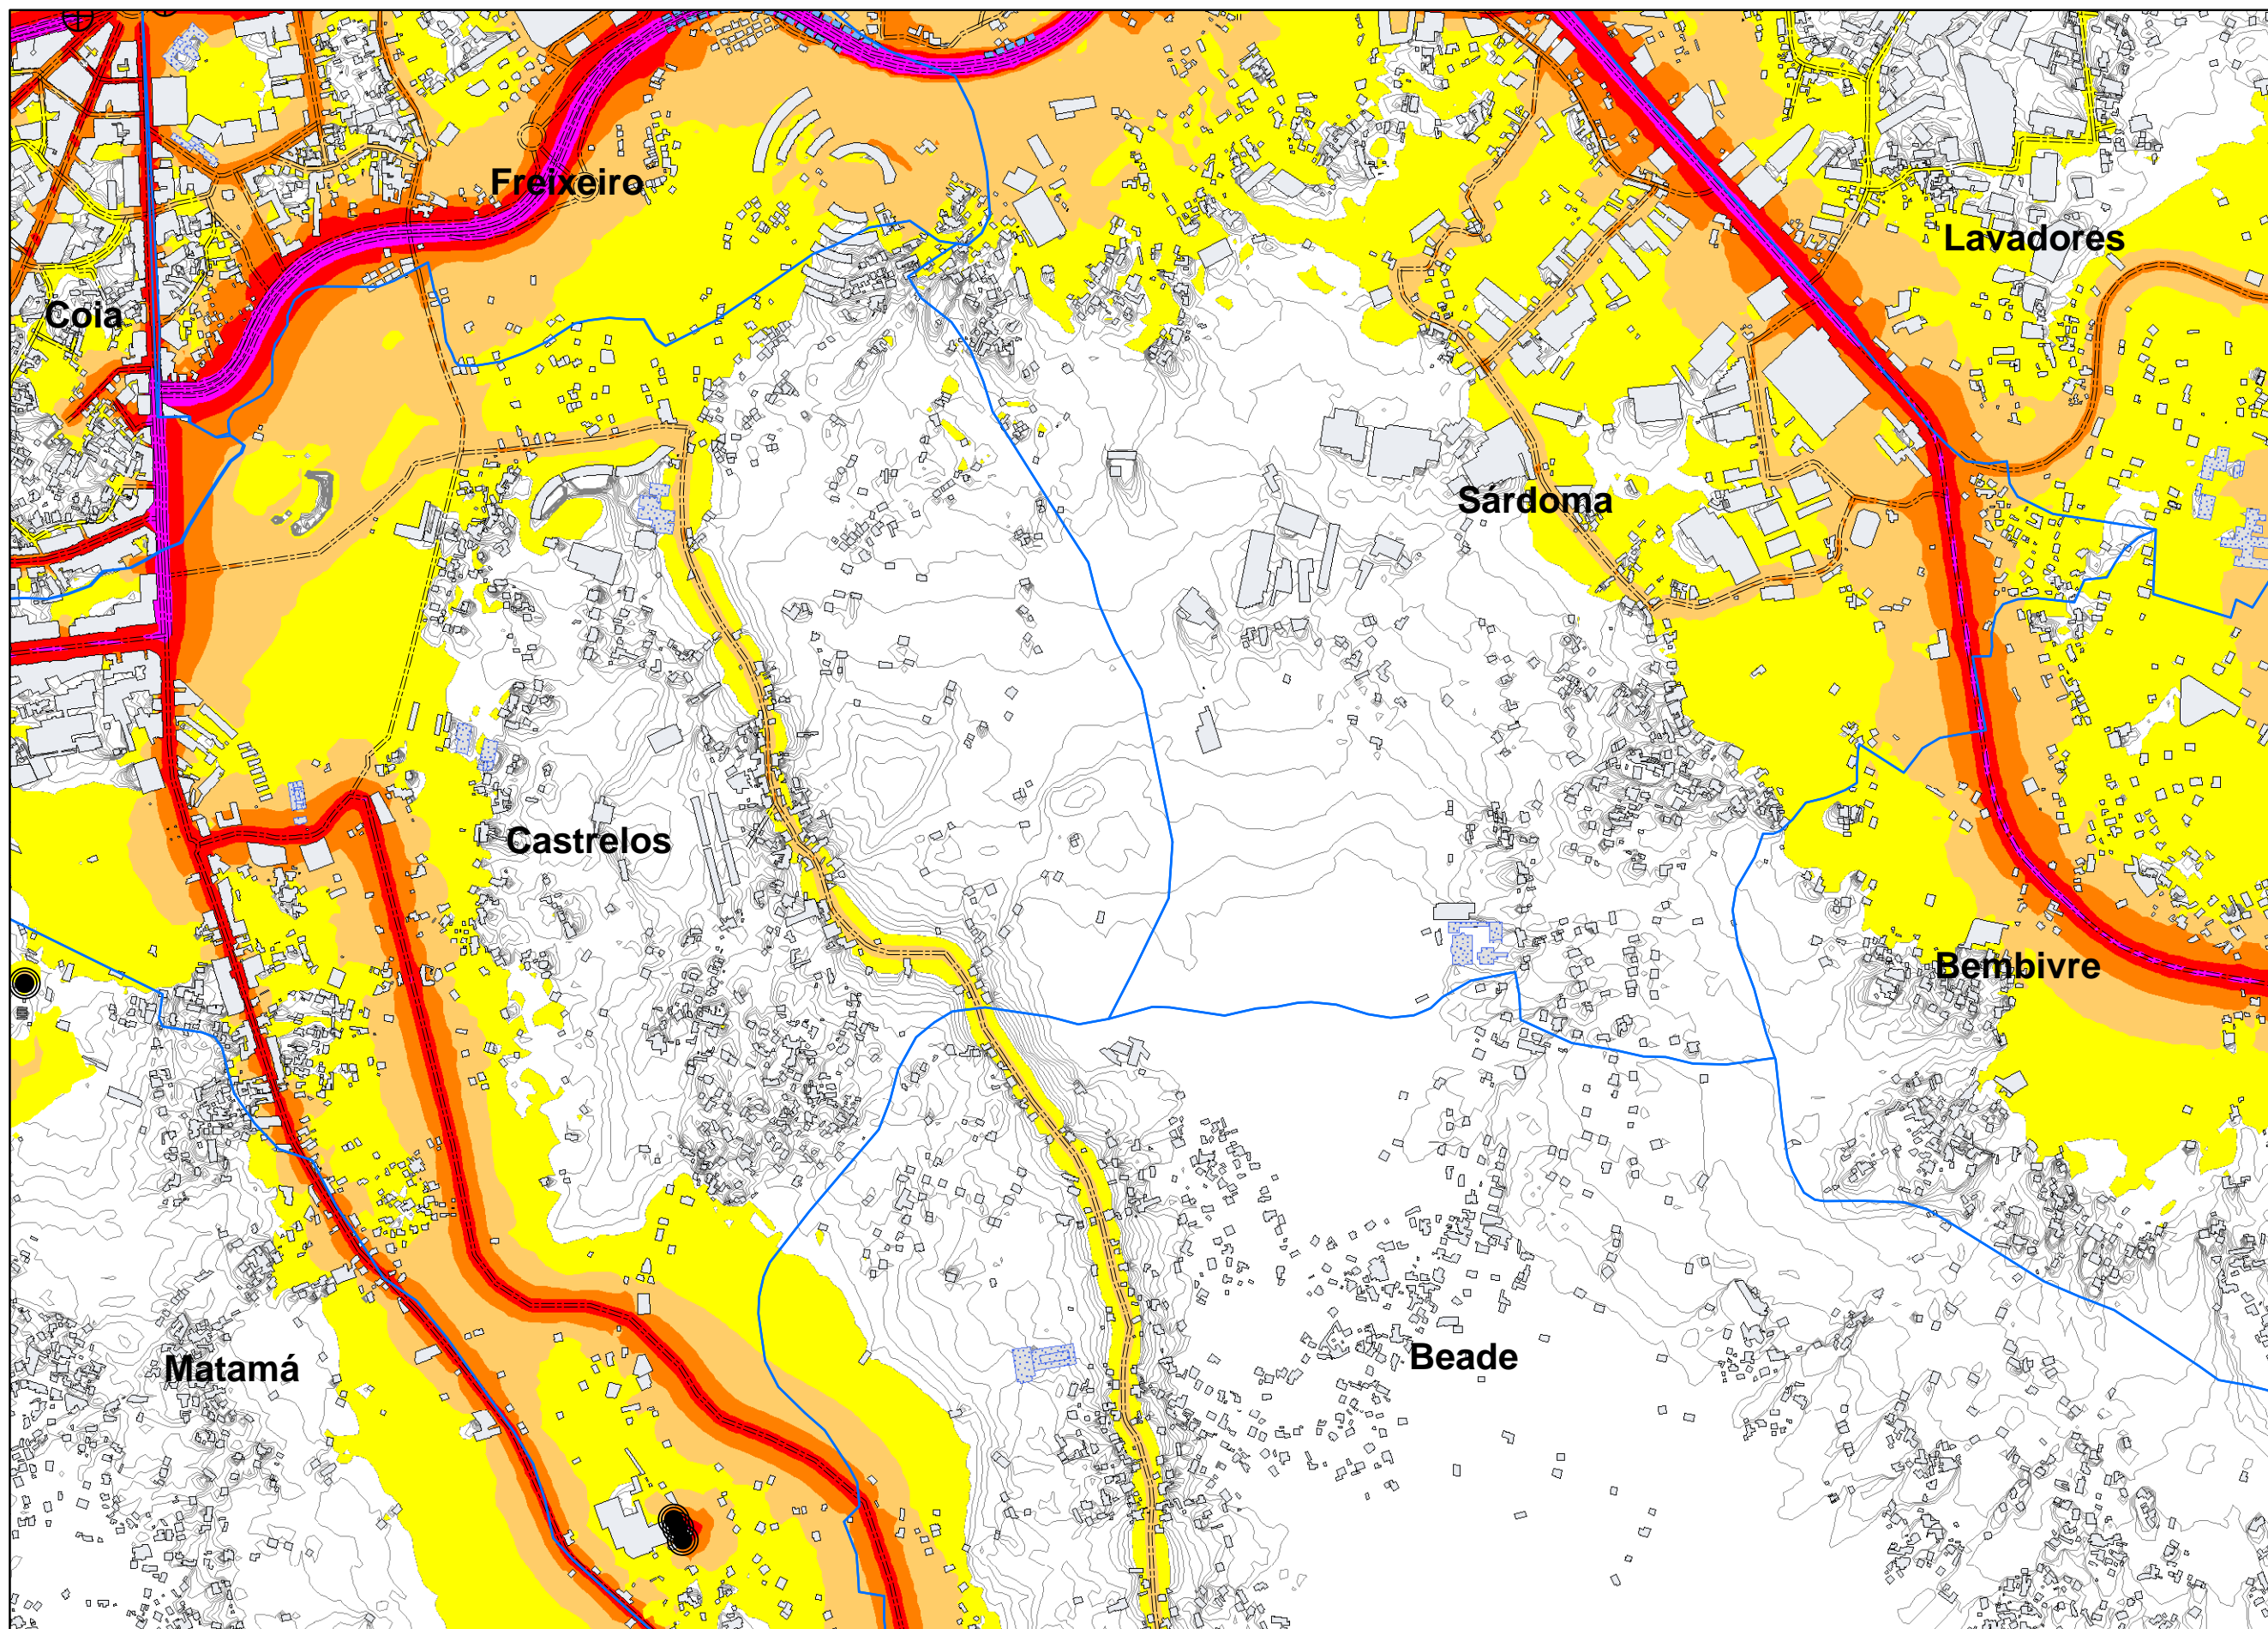 Freixeiro
Lavadores
Coia
Sárdoma
Castrelos
Bembivre
Beade
Matamá